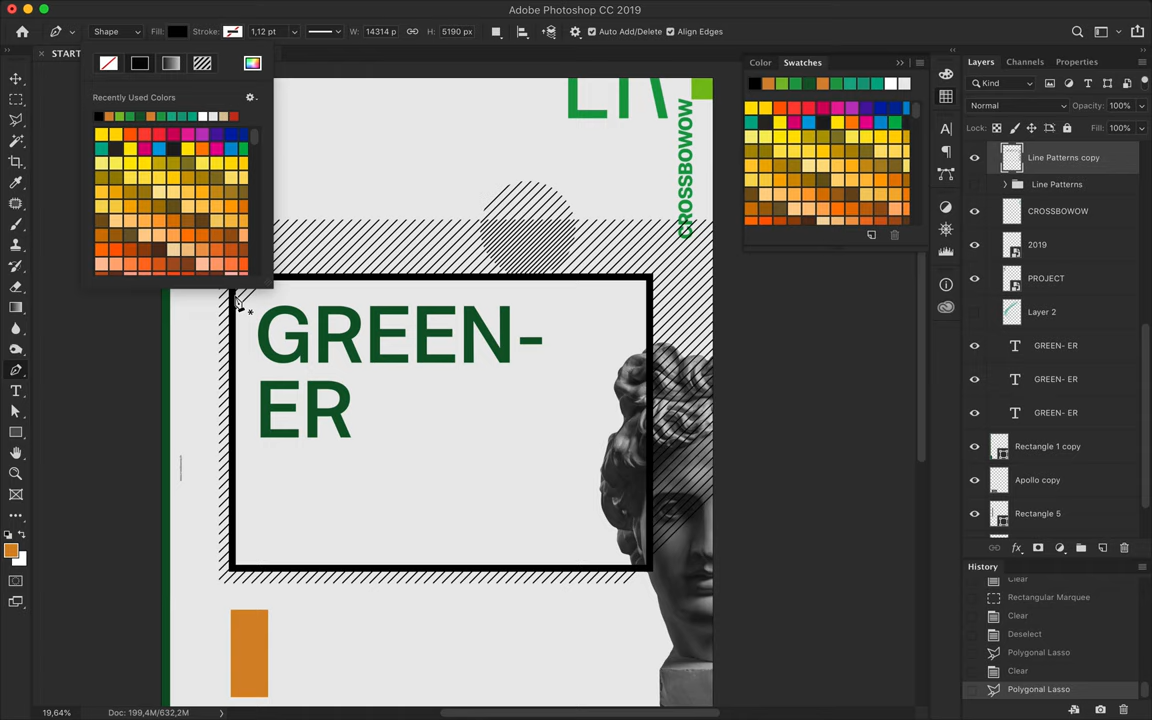 Adobe Photoshop CC 2019
Shape
Fill:
Stroke:
1,12 pt
W:
14314 p
H:
5190 px
Auto Add/Delete
Align Edges
START
Recently Used Colors
Color
Swatches
Layers
Channels
Properties
Kind
Normal
Opacity:
100%
Lock:
Fill:
100%
Line Patterns copy
Line Patterns
CROSSBOWOW
2019
PROJECT
Layer 2
GREEN- ER
GREEN- ER
GREEN- ER
Rectangle 1 copy
Apollo copy
Rectangle 5
fx
History
Clear
Rectangular Marquee
Clear
Deselect
Polygonal Lasso
Clear
Polygonal Lasso
CROSSBOWOW
GREEN-
ER
19,64%
Doc: 199,4M/632,2M